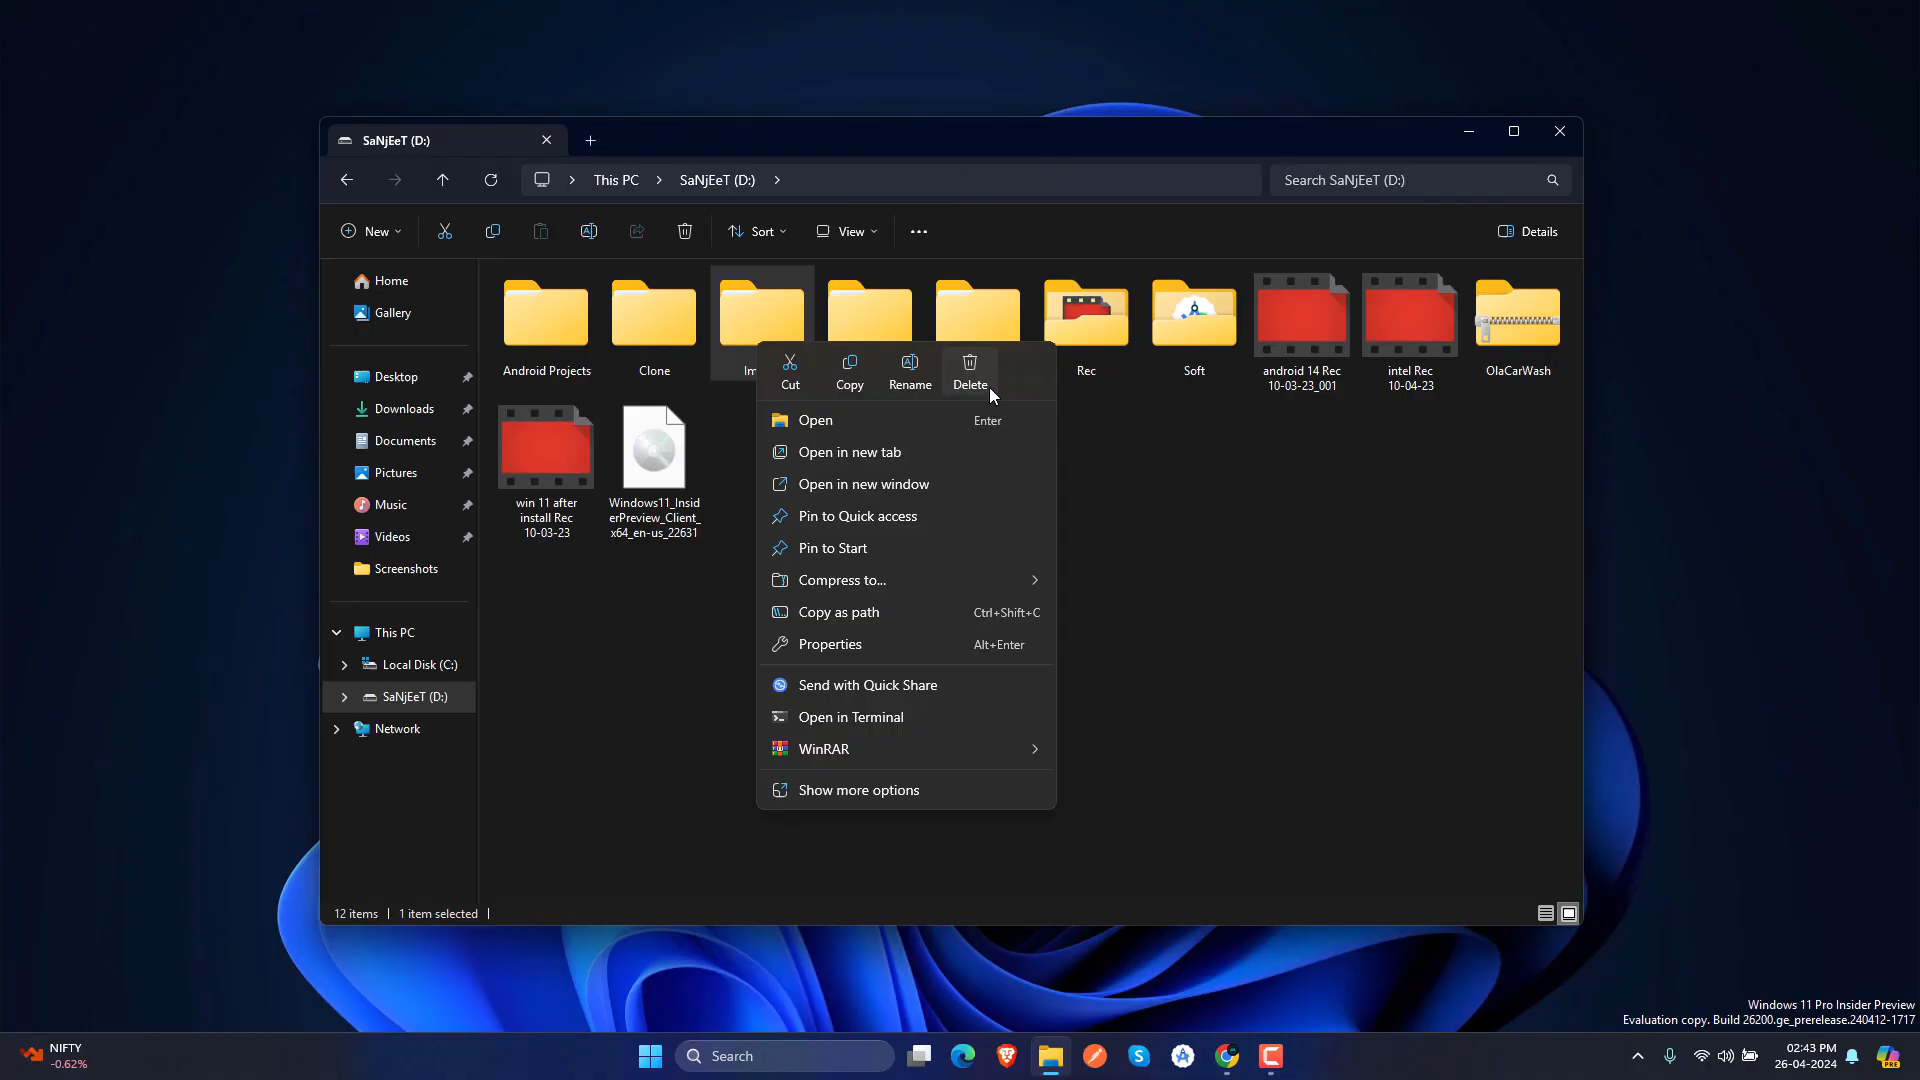 SaNjEeT (D:)
This PC
SaNjEeT (D:)
Search SaNjEeT (D:)
New
Sort
View
Details
Home
Gallery
Desktop
Downloads
Documents
Pictures
Music
Videos
Screenshots
This PC
Local Disk (C:)
SaNjEeT (D:)
Network
Android Projects
Clone
Im
Rec
Soft
android 14 Rec
10-03-23_001
intel Rec
10-04-23
OlaCarWash
win 11 after
install Rec
10-03-23
Windows11_Insid
erPreview_Client_
x64_en-us_22631
Cut
Copy
Rename
Delete
Open Enter
Open in new tab
Open in new window
Pin to Quick access
Pin to Start
Compress to...
Copy as path Ctrl+Shift+C
Properties Alt+Enter
Send with Quick Share
Open in Terminal
WinRAR
Show more options
12 items
1 item selected
Windows 11 Pro Insider Preview
Evaluation copy. Build 26200.ge_prerelease.240412-1717
NIFTY
-0.62%
Search
02:43 PM
26-04-2024
PRE